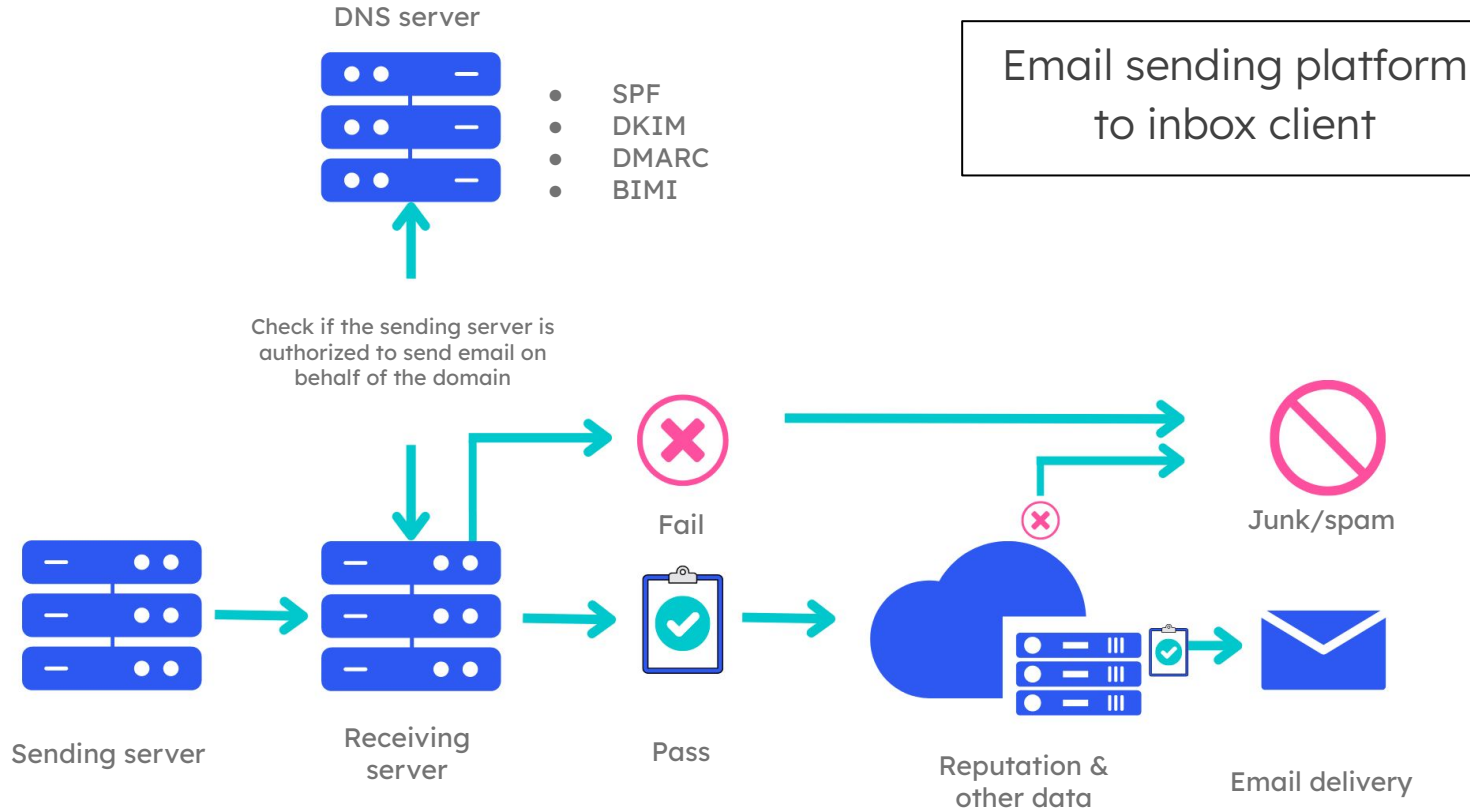 DNS server
Email sending platform
to inbox client
● SPF
● DKIM
● DMARC
● BIMI
Check if the sending server is
authorized to send email on
behalf of the domain
Fail
Junk/spam
Sending server
Receiving
server
Pass
Reputation &
other data
Email delivery